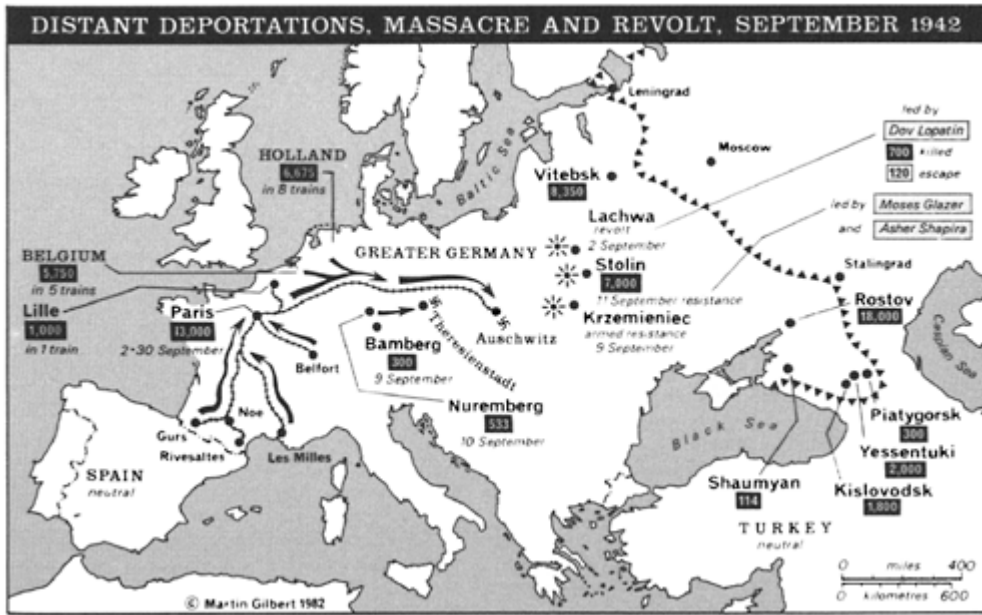 DISTANT DEPORTATIONS, MASSACRE AND REVOLT, SEPTEMBER 1942
Leningrad
led by
Dov Lopatin
700 killed
120 escape
Moscow
HOLLAND
6,675
in 8 trains
Baltic Sea
Vitebsk
8,350
Lachwa
revolt
2 September
led by Moses Glazer
and Asher Shapira
GREATER GERMANY
BELGIUM
5,750
in 5 trains
Stolin
7,000
11 September resistance
Stalingrad
Lille
1,000
in 1 train
Paris
13,000
2-30 September
Rostov
18,000
Caspian Sea
Krzemieniec
armed resistance
9 September
Auschwitz
Theresienstadt
Bamberg
300
9 September
Belfort
Nuremberg
533
10 September
Noe
Gurs
Rivesaltes
Les Milles
SPAIN
neutral
Black Sea
Piatygorsk
300
Yessentuki
2,000
Kislovodsk
1,800
Shaumyan
114
TURKEY
neutral
0 miles 400
0 kilometres 600
© Martin Gilbert 1982